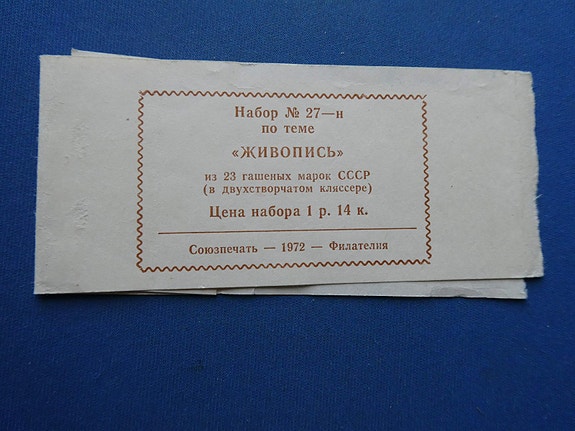 Набор № 27—н
по теме
«ЖИВОПИСЬ»
из 23 гашеных марок СССР
(в двухстворчатом кляссере)
Цена набора 1 р. 14 к.
Союзпечать — 1972 — Филателия